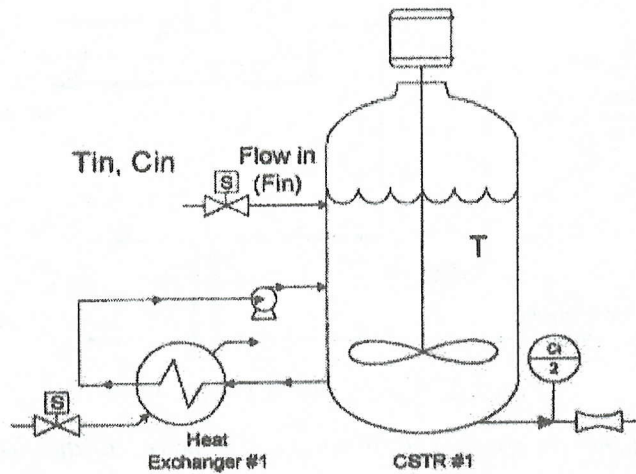 Tin, Cin
Flow in
(Fin)
S
T
CI
2
S
Heat
Exchanger #1
CSTR #1